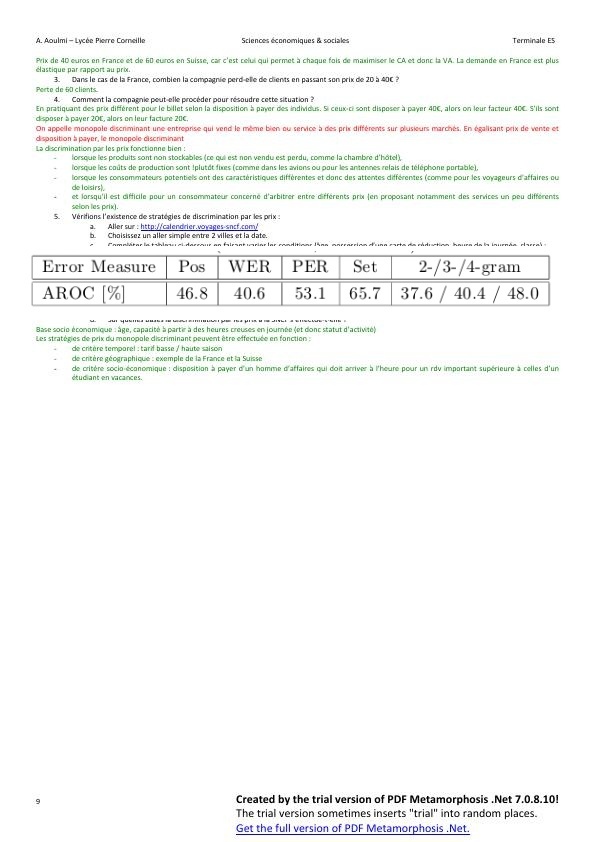 A. Aoulmi – Lycée Pierre Corneille Sciences économiques & sociales Terminale ES
Prix de 40 euros en France et de 60 euros en Suisse, car c'est celui qui permet à chaque fois de maximiser le CA et donc la VA. La demande en France est plus
élastique par rapport au prix.
3. Dans le cas de la France, combien la compagnie perd-elle de clients en passant son prix de 20 à 40€ ?
Perte de 60 clients.
4. Comment la compagnie peut-elle procéder pour résoudre cette situation ?
En pratiquant des prix différent pour le billet selon la disposition à payer des individus. Si ceux-ci sont disposer à payer 40€, alors on leur facteur 40€. S'ils sont
disposer à payer 20€, alors on leur facture 20€.
On appelle monopole discriminant une entreprise qui vend le même bien ou service à des prix différents sur plusieurs marchés. En égalisant prix de vente et
disposition à payer, le monopole discriminant
La discrimination par les prix fonctionne bien :
- lorsque les produits sont non stockables (ce qui est non vendu est perdu, comme la chambre d'hôtel),
- lorsque les coûts de production sont !plutôt fixes (comme dans les avions ou pour les antennes relais de téléphone portable),
- lorsque les consommateurs potentiels ont des caractéristiques différentes et donc des attentes différentes (comme pour les voyageurs d'affaires ou
de loisirs),
- et lorsqu'il est difficile pour un consommateur concerné d'arbitrer entre différents prix (en proposant notamment des services un peu différents
selon les prix).
5. Vérifions l'existence de stratégies de discrimination par les prix :
a. Aller sur : http://calendrier.voyages-sncf.com/
b. Choisissez un aller simple entre 2 villes et la date.
c. Compléter le tableau ci-dessous en faisant varier les conditions (âge, possession d'une carte de réduction, heure de la journée, classe) :
Error Measure Pos WER PER Set 2-/3-/4-gram
AROC [%] 46.8 40.6 53.1 65.7 37.6 / 40.4 / 48.0
d. Sur quelles bases la discrimination par les prix à la SNCF s'effectue-t-elle ?
Base socio économique : âge, capacité à partir à des heures creuses en journée (et donc statut d'activité)
Les stratégies de prix du monopole discriminant peuvent être effectuée en fonction :
- de critère temporel : tarif basse / haute saison
- de critère géographique : exemple de la France et la Suisse
- de critère socio-économique : disposition à payer d'un homme d'affaires qui doit arriver à l'heure pour un rdv important supérieure à celles d'un
étudiant en vacances.
9
Created by the trial version of PDF Metamorphosis .Net 7.0.8.10!
The trial version sometimes inserts "trial" into random places.
Get the full version of PDF Metamorphosis .Net.